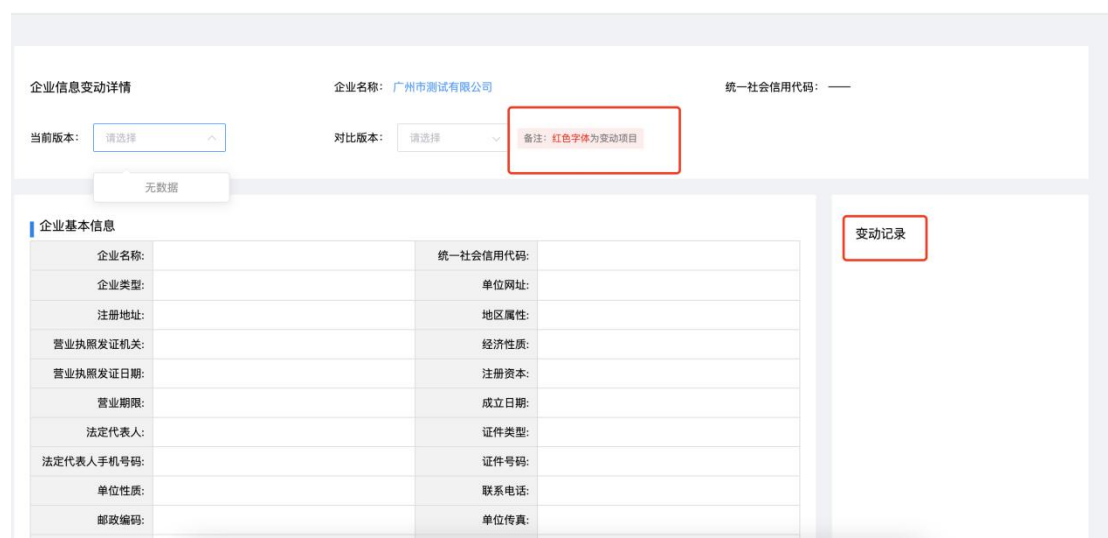 企业信息变动详情 企业名称: 广州市测试有限公司 统一社会信用代码: ——
当前版本: 请选择 对比版本: 请选择 备注: 红色字体为变动项目
无数据
企业基本信息
变动记录
企业名称: 统一社会信用代码:
企业类型: 单位网址:
注册地址: 地区属性:
营业执照发证机关: 经济性质:
营业执照发证日期: 注册资本:
营业期限: 成立日期:
法定代表人: 证件类型:
法定代表人手机号码: 证件号码:
单位性质: 联系电话:
邮政编码: 单位传真: